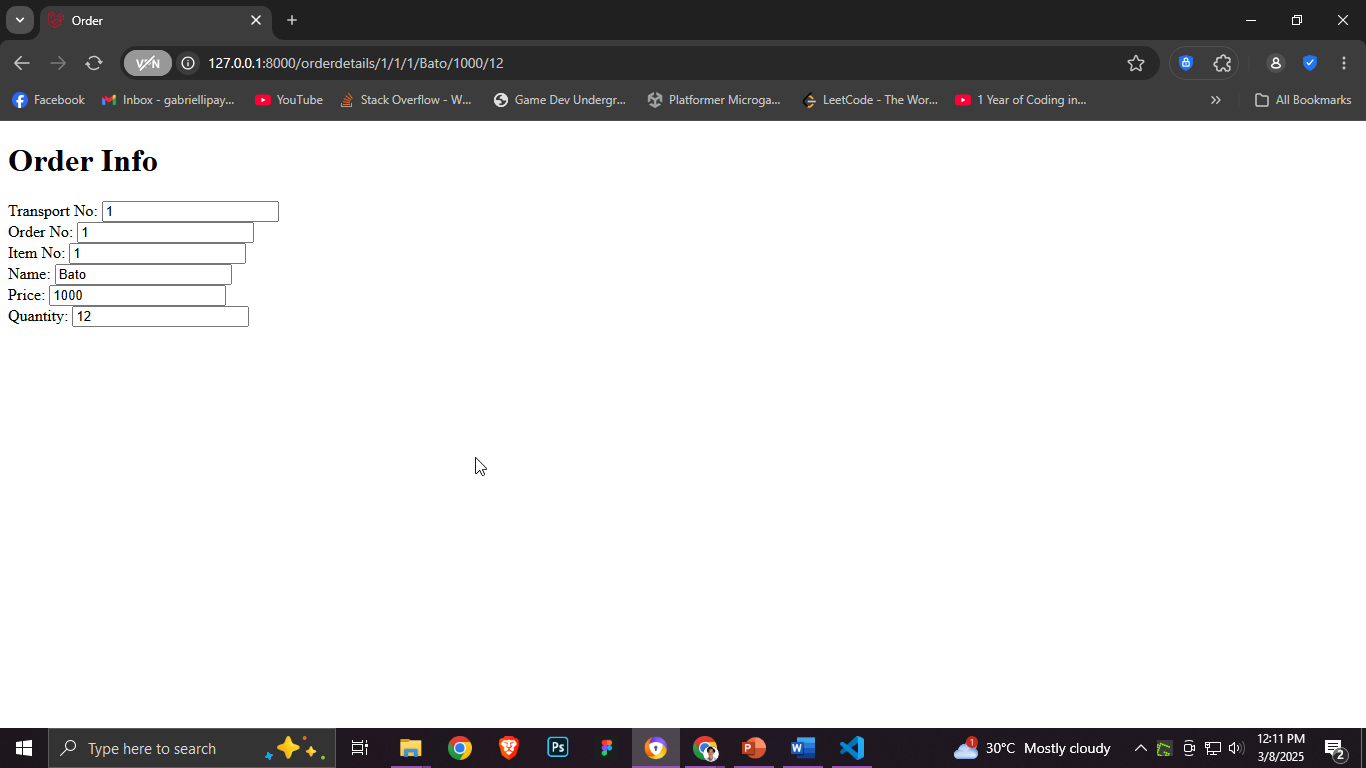 Order
VPN
127.0.0.1:8000/orderdetails/1/1/1/Bato/1000/12
Facebook
Inbox - gabriellipay...
YouTube
Stack Overflow - W...
Game Dev Undergr...
Platformer Microga...
LeetCode - The Wor...
1 Year of Coding in...
All Bookmarks
Order Info
Transport No: 1
Order No: 1
Item No: 1
Name: Bato
Price: 1000
Quantity: 12
Type here to search
Ps
P
W
1
30°C Mostly cloudy
12:11 PM
3/8/2025
2